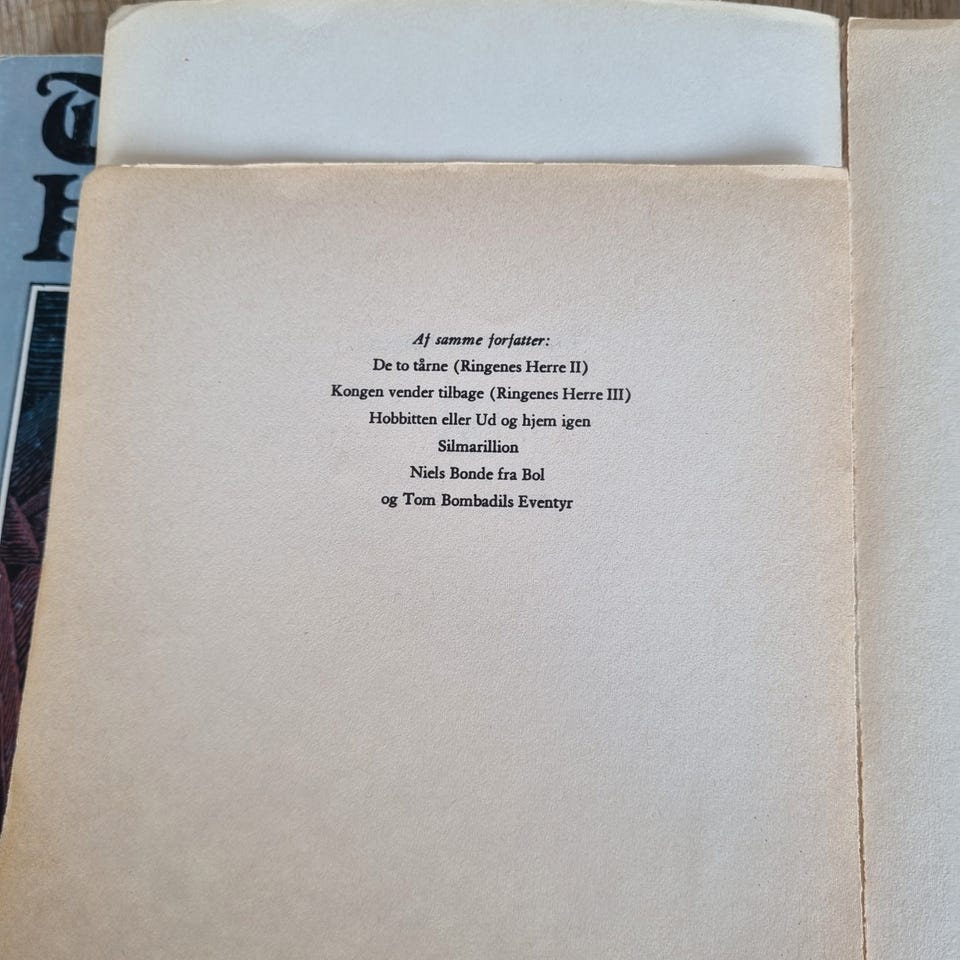 Af samme forfatter:
De to tårne (Ringenes Herre II)
Kongen vender tilbage (Ringenes Herre III)
Hobbitten eller Ud og hjem igen
Silmarillion
Niels Bonde fra Bol
og Tom Bombadils Eventyr